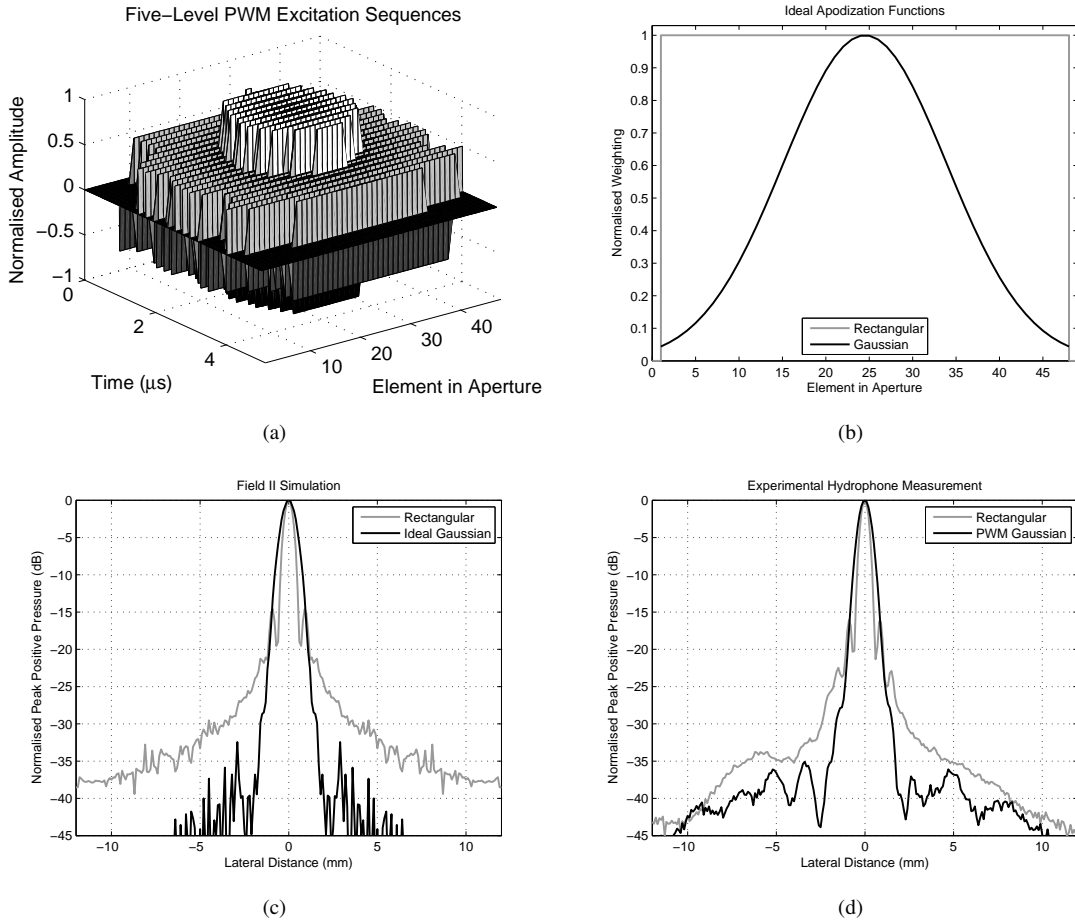 Five−Level PWM Excitation Sequences
Normalised Amplitude
1
0.5
0
−0.5
−1
0
2
4
Time (μs)
10
20
30
40
Element in Aperture
(a)
Ideal Apodization Functions
Normalised Weighting
1
0.9
0.8
0.7
0.6
0.5
0.4
0.3
0.2
0.1
0
0 5 10 15 20 25 30 35 40 45
Rectangular
Gaussian
Element in Aperture
(b)
Field II Simulation
Normalised Peak Positive Pressure (dB)
0
−5
−10
−15
−20
−25
−30
−35
−40
−45
−10 −5 0 5 10
Rectangular
Ideal Gaussian
Lateral Distance (mm)
(c)
Experimental Hydrophone Measurement
Normalised Peak Positive Pressure (dB)
0
−5
−10
−15
−20
−25
−30
−35
−40
−45
−10 −5 0 5 10
Rectangular
PWM Gaussian
Lateral Distance (mm)
(d)